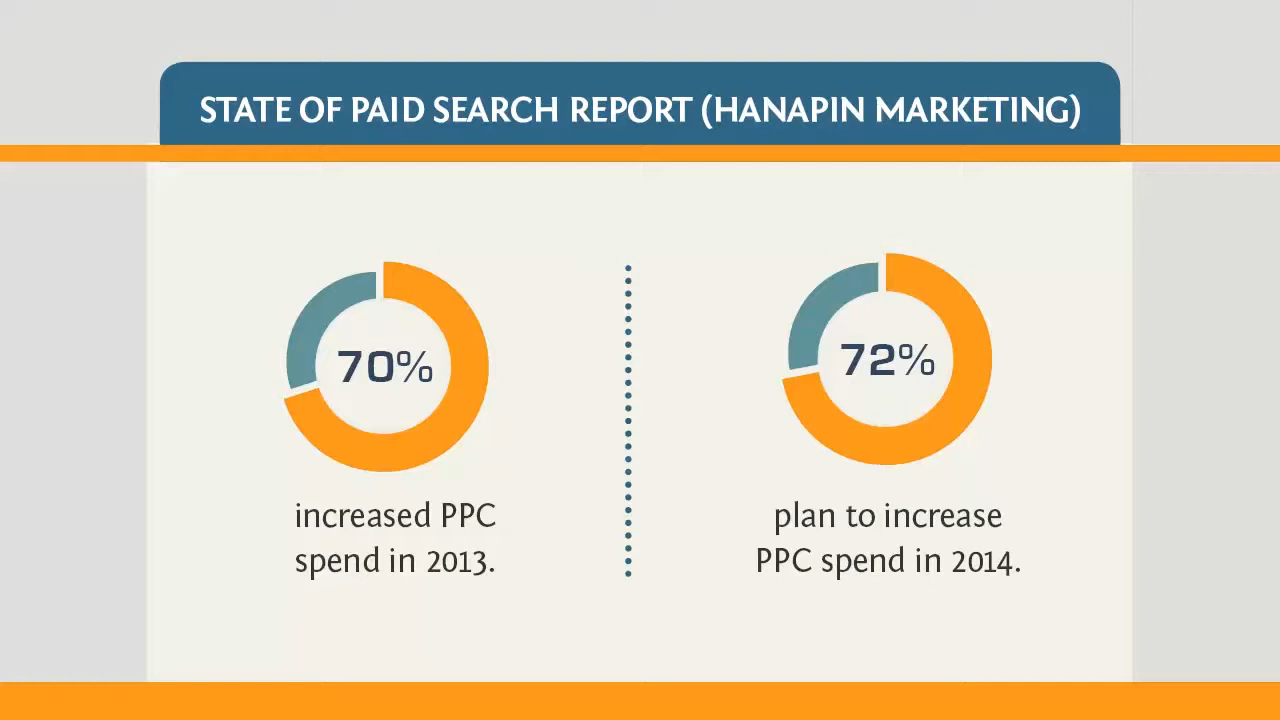 STATE OF PAID SEARCH REPORT (HANAPIN MARKETING)
70%
increased PPC
spend in 2013.
72%
plan to increase
PPC spend in 2014.